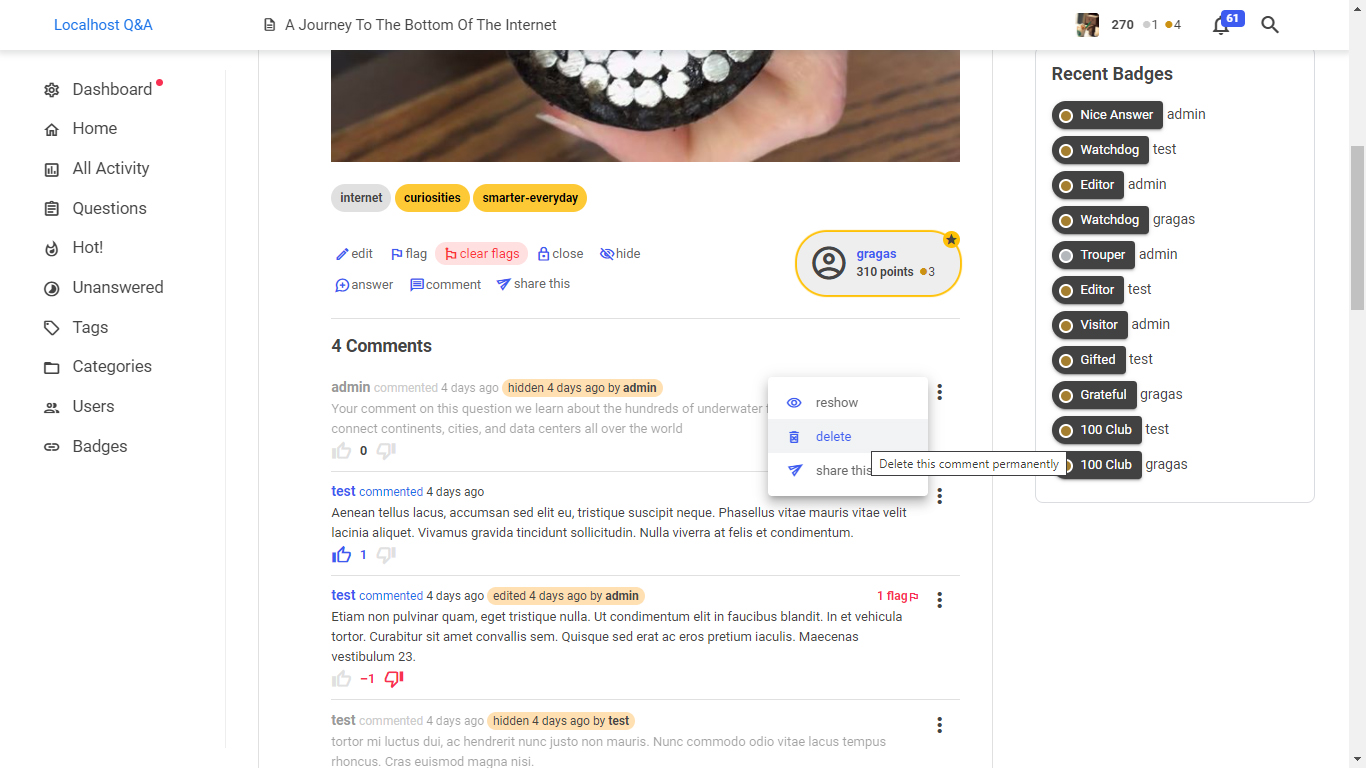 Localhost Q&A
A Journey To The Bottom Of The Internet
270 1 4
61
Dashboard
Home
All Activity
Questions
Hot!
Unanswered
Tags
Categories
Users
Badges
internet curiosities smarter-everyday
edit flag clear flags close hide
answer comment share this
gragas
310 points 3
4 Comments
admin commented 4 days ago hidden 4 days ago by admin
Your comment on this question we learn about the hundreds of underwater
connect continents, cities, and data centers all over the world
0
reshow
delete
share this
Delete this comment permanently
test commented 4 days ago
Aenean tellus lacus, accumsan sed elit eu, tristique suscipit neque. Phasellus vitae mauris vitae velit
lacinia aliquet. Vivamus gravida tincidunt sollicitudin. Nulla viverra at felis et condimentum.
1
test commented 4 days ago edited 4 days ago by admin
1 flag
Etiam non pulvinar quam, eget tristique nulla. Ut condimentum elit in faucibus blandit. In et vehicula
tortor. Curabitur sit amet convallis sem. Quisque sed erat ac eros pretium iaculis. Maecenas
vestibulum 23.
−1
test commented 4 days ago hidden 4 days ago by test
tortor mi luctus dui, ac hendrerit nunc justo non mauris. Nunc commodo odio vitae lacus tempus
rhoncus. Cras euismod magna nisi.
Recent Badges
Nice Answer admin
Watchdog test
Editor admin
Watchdog gragas
Trouper admin
Editor test
Visitor admin
Gifted test
Grateful gragas
100 Club test
100 Club gragas